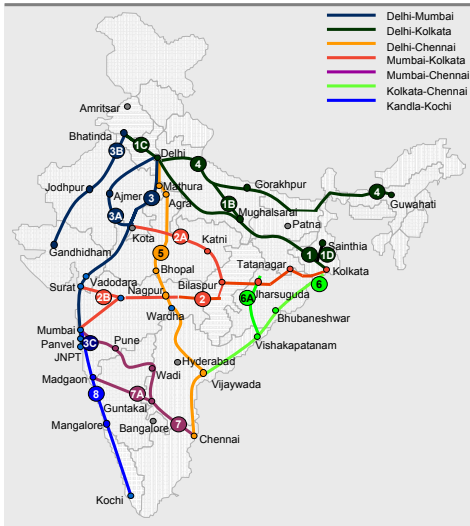 Delhi-Mumbai
Delhi-Kolkata
Delhi-Chennai
Mumbai-Kolkata
Mumbai-Chennai
Kolkata-Chennai
Kandla-Kochi
Amritsar
Bhatinda
1C
3B
Delhi
4
Jodhpur
Ajmer
3
Mathura
Agra
Gorakhpur
4
Guwahati
3A
1B
Mughalsarai
Patna
Kota
2A
Katni
Sainthia
Gandhidham
5
Bhopal
Tatanagar
1
1D
Kolkata
Surat
Vadodara
2B
Nagpur
Bilaspur
2
6A
Jharsuguda
6
Wardha
Bhubaneshwar
Mumbai
Panvel
JNPT
3C
Pune
Hyderabad
Vishakapatanam
Wadi
Vijaywada
Madgaon
7A
8
Guntakal
Mangalore
Bangalore
7
Chennai
Kochi